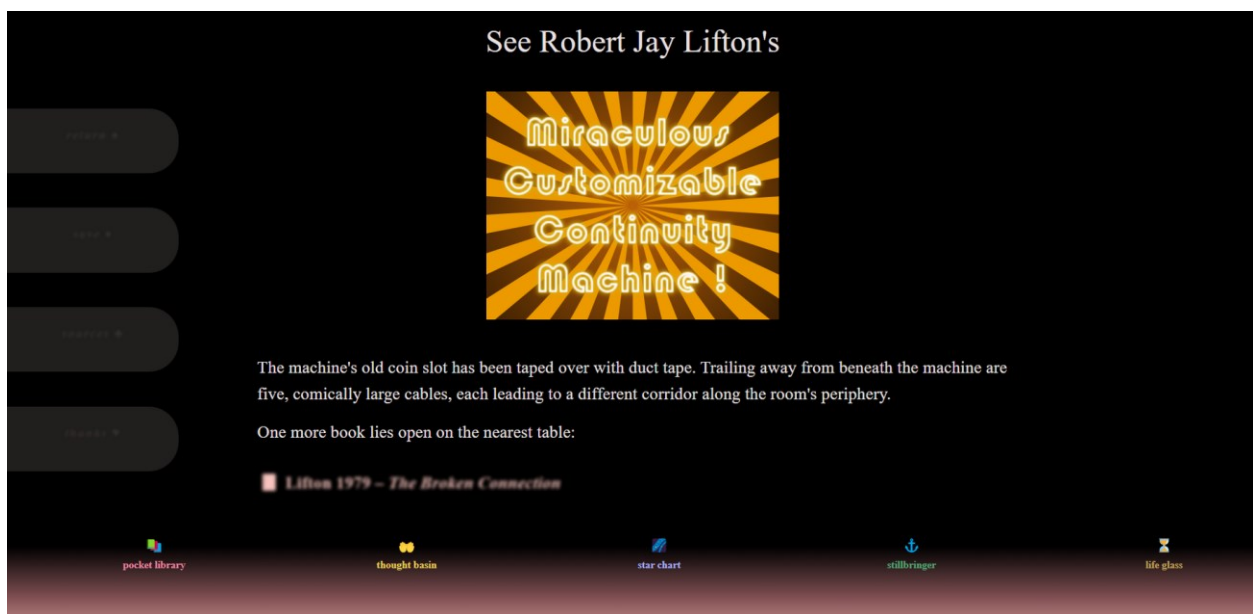 See Robert Jay Lifton's
Miraculous
Customizable
Continuity
Machine !
The machine's old coin slot has been taped over with duct tape. Trailing away from beneath the machine are
five, comically large cables, each leading to a different corridor along the room's periphery.
One more book lies open on the nearest table:
Lifton 1979 – The Broken Connection
pocket library
thought basin
star chart
stillbringer
life glass